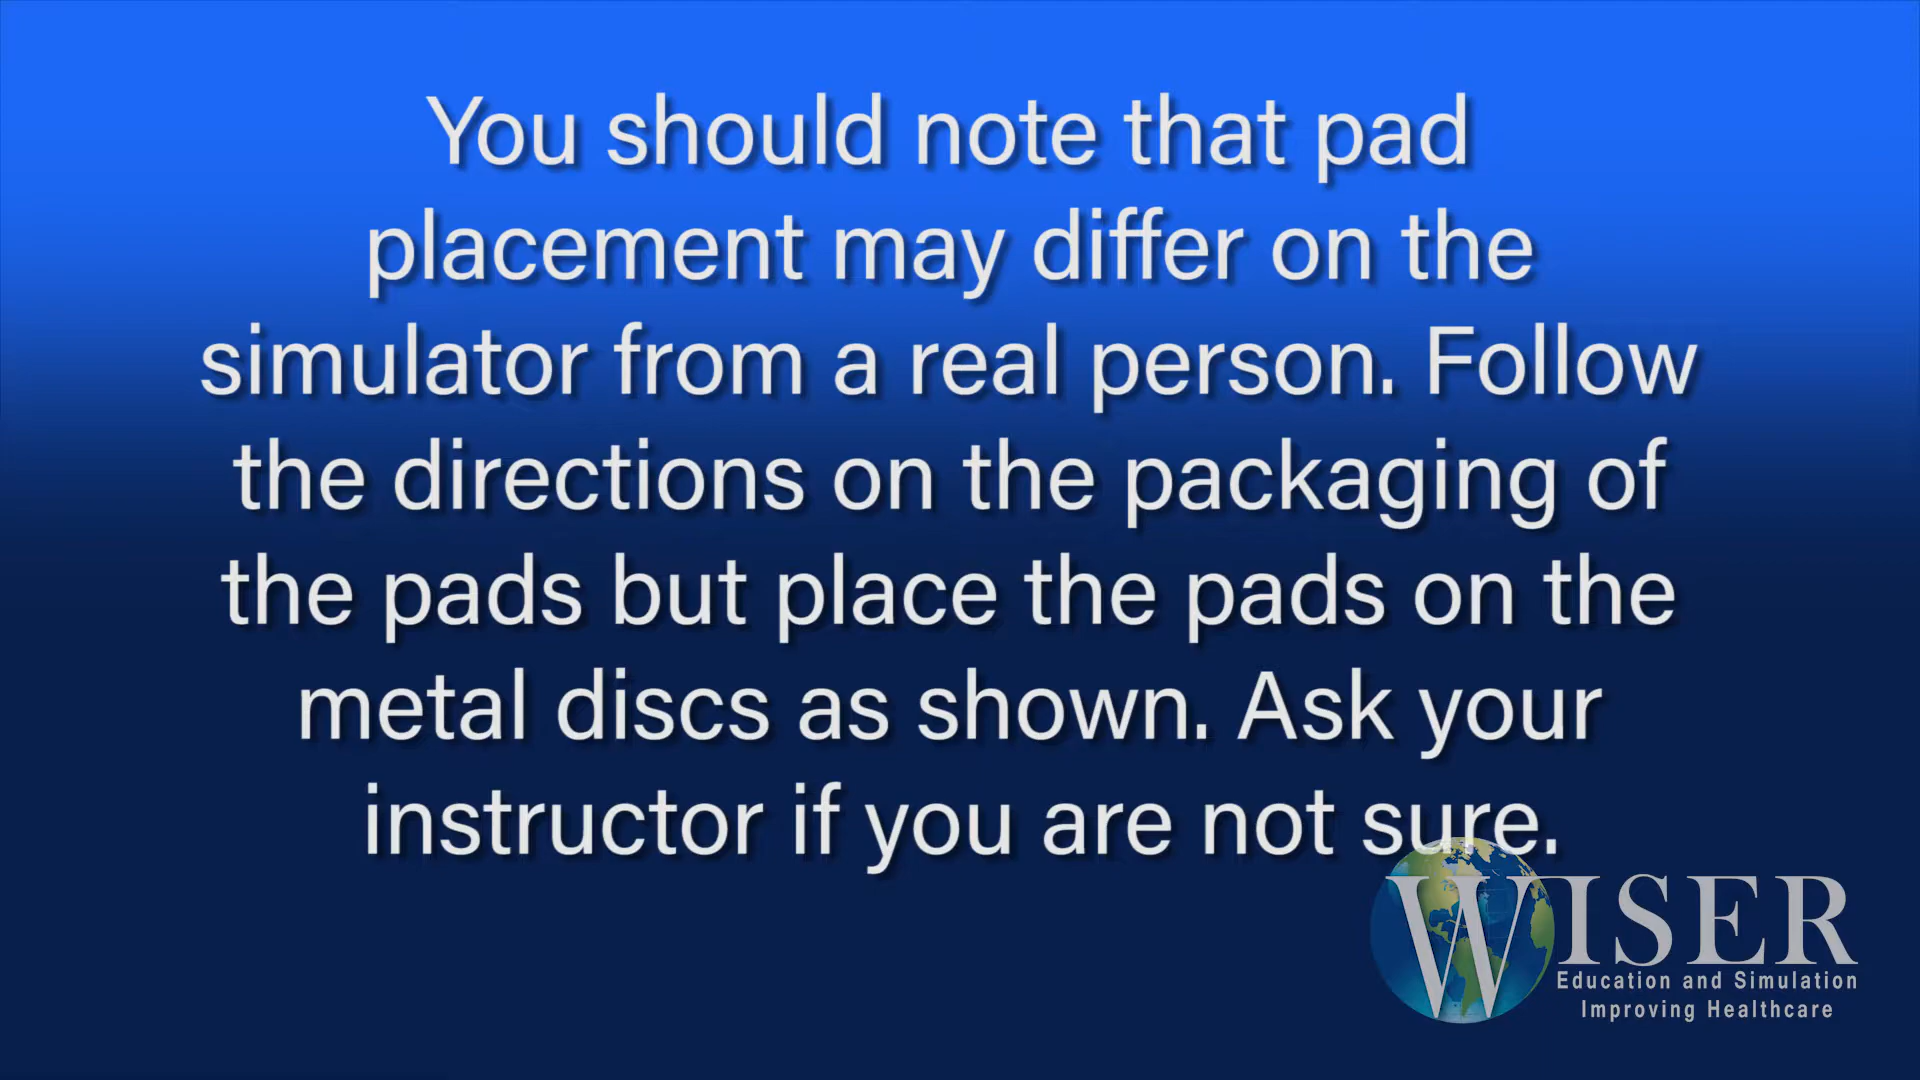 You should note that pad
placement may differ on the
simulator from a real person. Follow
the directions on the packaging of
the pads but place the pads on the
metal discs as shown. Ask your
instructor if you are not sure.
WISER
Education and Simulation
Improving Healthcare